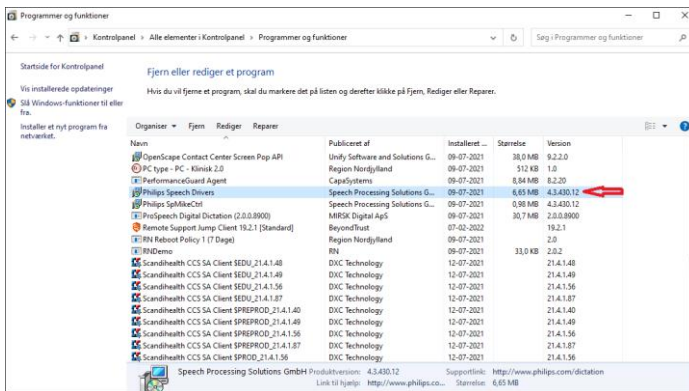 Programmer og funktioner
Kontrolpanel > Alle elementer i Kontrolpanel > Programmer og funktioner
Søg i Programmer og funktioner
Startside for Kontrolpanel
Vis installerede opdateringer
Slå Windows-funktioner til eller fra.
Installer et nyt program fra netværket.
Fjern eller rediger et program
Hvis du vil fjerne et program, skal du markere det på listen og derefter klikke på Fjern, Rediger eller Reparer.
Organiser Fjern Rediger Reparer
Navn Publiceret af Installeret ... Størrelse Version
OpenScape Contact Center Screen Pop API Unify Software and Solutions G... 09-07-2021 38,0 MB 9.2.2.0
PC type - PC - Klinisk 2.0 Region Nordjylland 09-07-2021 512 KB 1.0
PerformanceGuard Agent CapaSystems 09-07-2021 8,84 MB 8.2.20
Philips Speech Drivers Speech Processing Solutions G... 09-07-2021 6,65 MB 4.3.430.12
Philips SpMikeCtrl Speech Processing Solutions G... 09-07-2021 0,98 MB 4.3.430.12
ProSpeech Digital Dictation (2.0.0.8900) MIRSK Digital ApS 09-07-2021 30,7 MB 2.0.0.8900
Remote Support Jump Client 19.2.1 [Standard] BeyondTrust 07-02-2022 19.2.1
RN Reboot Policy 1 (7 Dage) Region Nordjylland 09-07-2021 2.0
RNDemo RN 09-07-2021 33,0 KB 2.0.2
Scandihealth CCS SA Client $EDU_21.4.1.48 DXC Technology 12-07-2021 21.4.1.48
Scandihealth CCS SA Client $EDU_21.4.1.49 DXC Technology 12-07-2021 21.4.1.49
Scandihealth CCS SA Client $EDU_21.4.1.56 DXC Technology 12-07-2021 21.4.1.56
Scandihealth CCS SA Client $EDU_21.4.1.87 DXC Technology 12-07-2021 21.4.1.87
Scandihealth CCS SA Client $PREPROD_21.4.1.40 DXC Technology 12-07-2021 21.4.1.40
Scandihealth CCS SA Client $PREPROD_21.4.1.49 DXC Technology 12-07-2021 21.4.1.49
Scandihealth CCS SA Client $PREPROD_21.4.1.56 DXC Technology 12-07-2021 21.4.1.56
Scandihealth CCS SA Client $PREPROD_21.4.1.87 DXC Technology 12-07-2021 21.4.1.87
Scandihealth CCS SA Client $PROD_21.4.1.56 DXC Technology 12-07-2021 21.4.1.56
Speech Processing Solutions GmbH Produktversion: 4.3.430.12 Supportlink: http://www.philips.com/dictation
Link til hjælp: http://www.philips.co... Størrelse: 6,65 MB